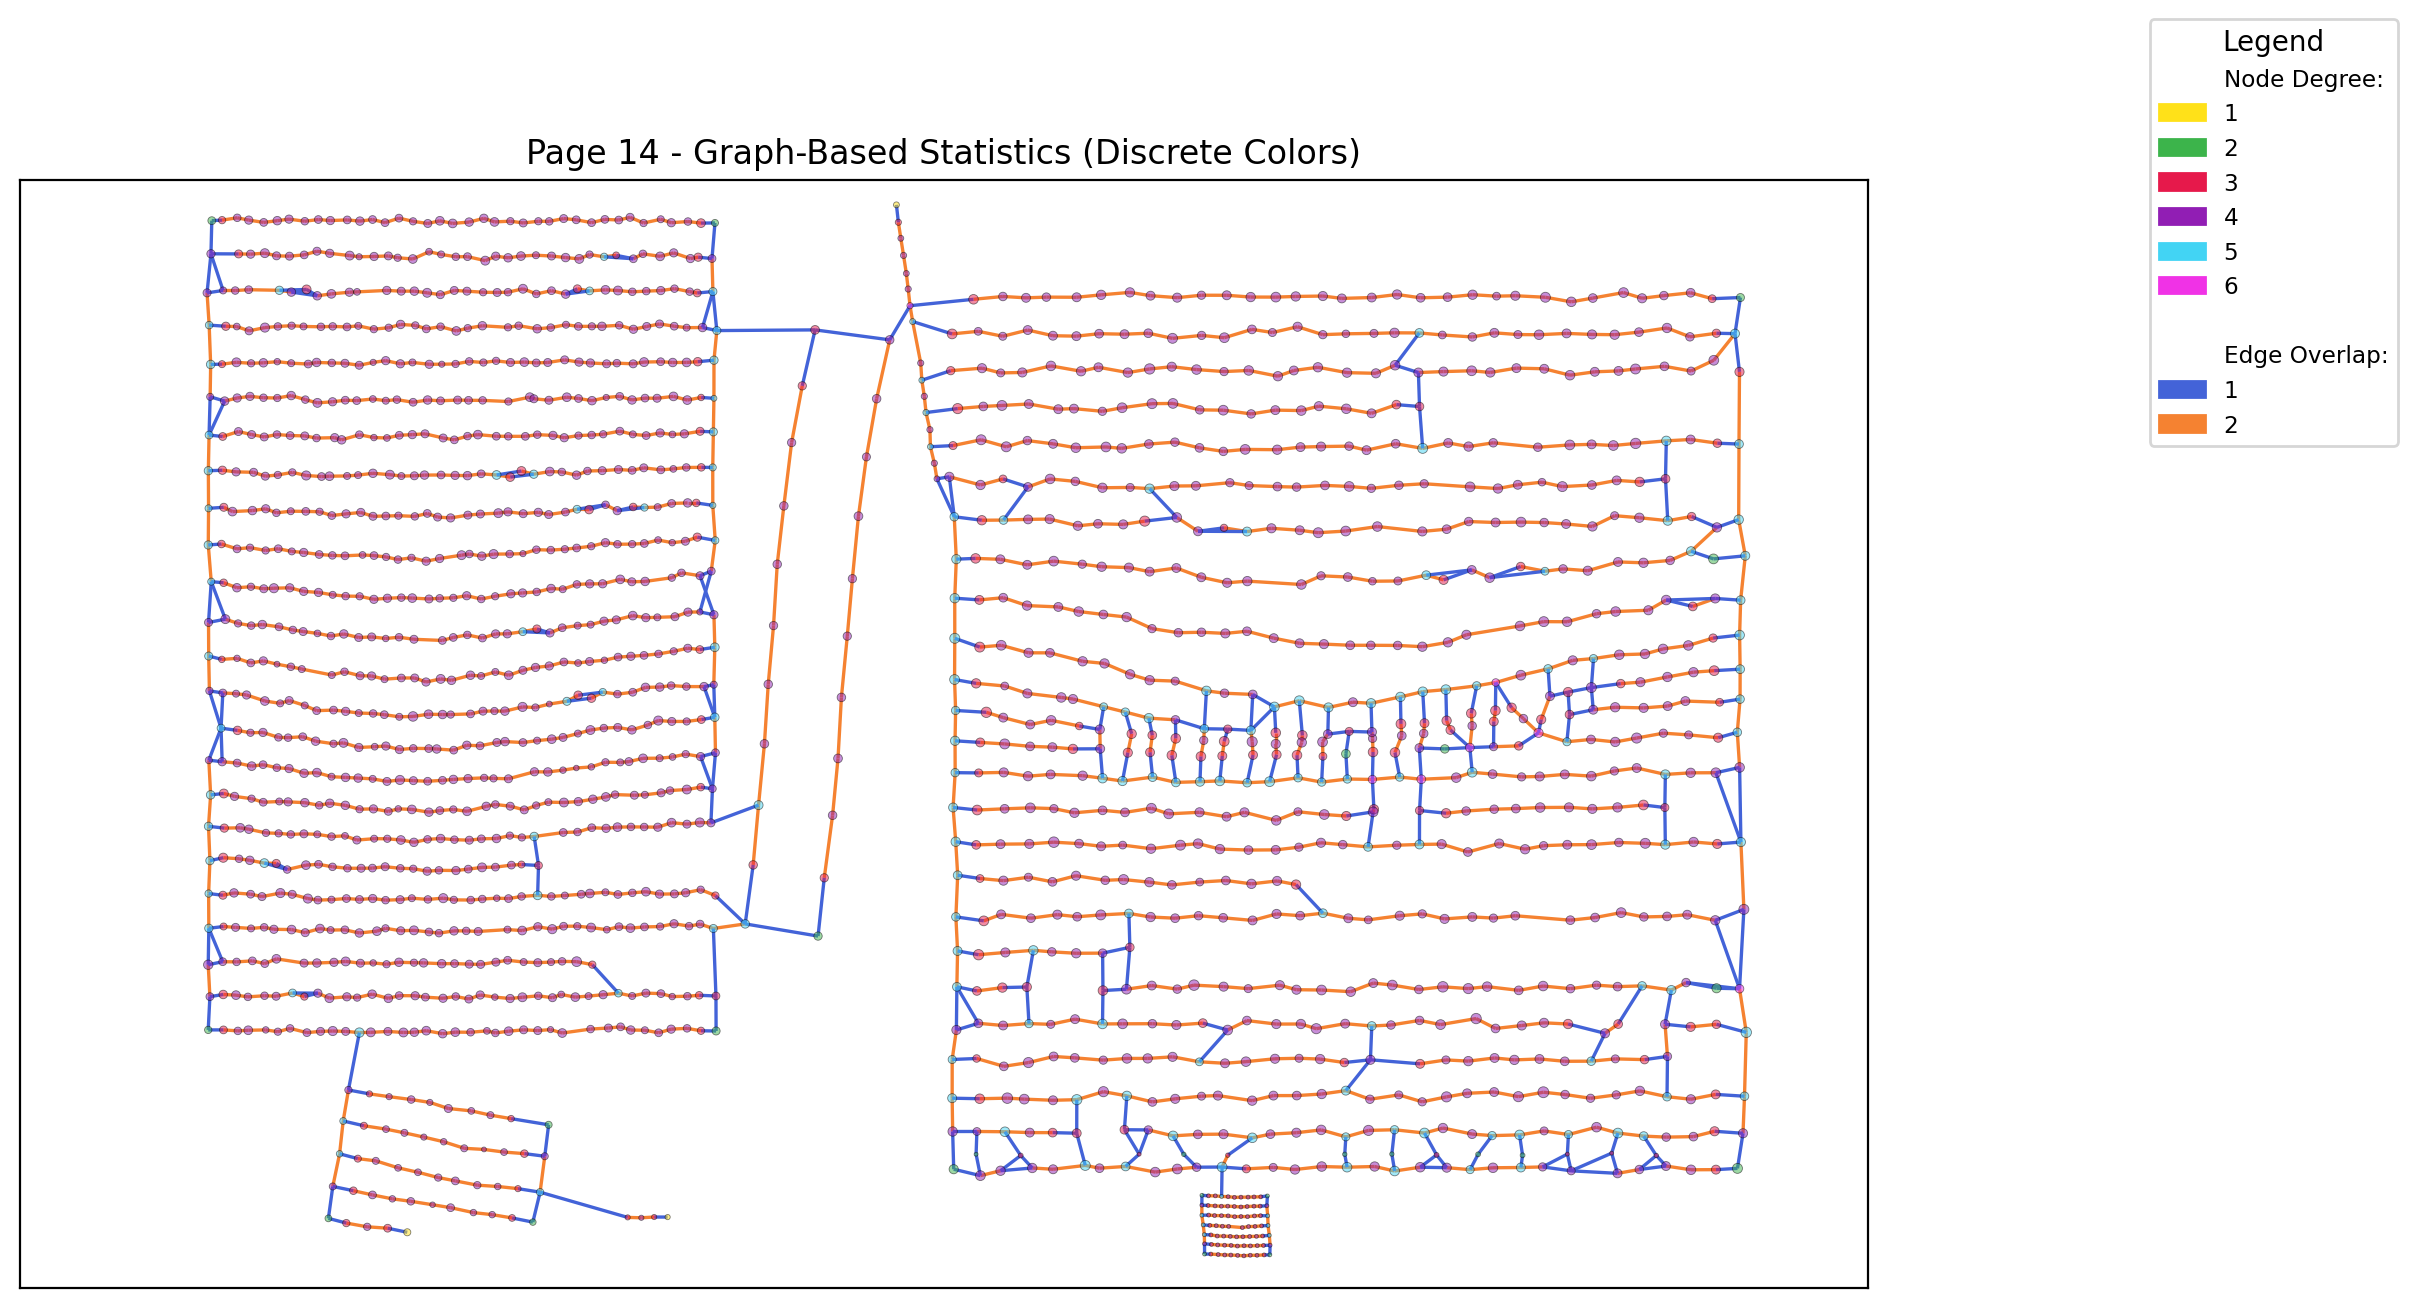 Page 14 - Graph-Based Statistics (Discrete Colors)
Legend
Node Degree:
1
2
3
4
5
6
Edge Overlap:
1
2